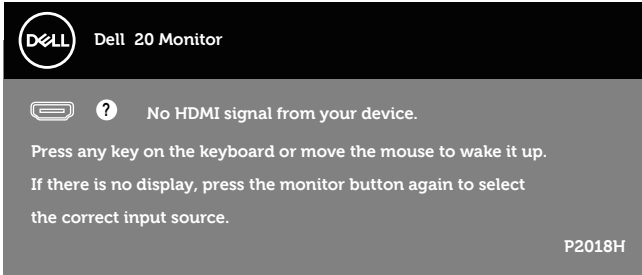 DELL
Dell 20 Monitor
? No HDMI signal from your device.
Press any key on the keyboard or move the mouse to wake it up.
If there is no display, press the monitor button again to select
the correct input source.
P2018H